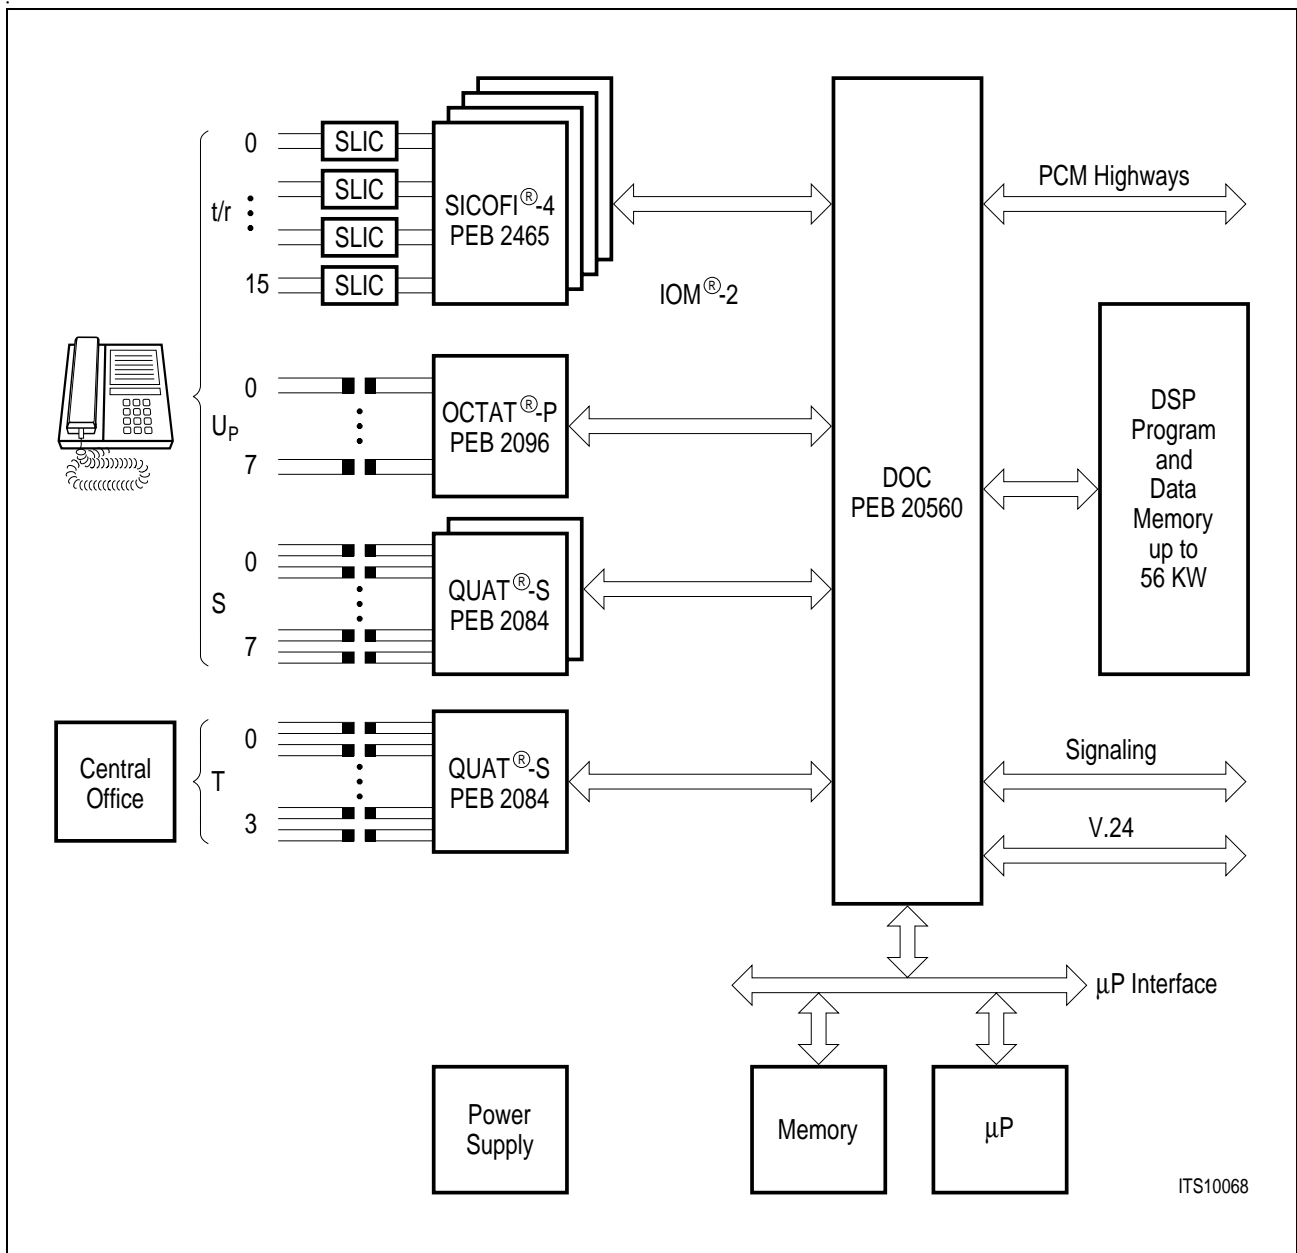 0
SLIC
SLIC
t/r
SLIC
15
SLIC
SICOFI®-4
PEB 2465
IOM®-2
PCM Highways
0
UP
7
OCTAT®-P
PEB 2096
DOC
PEB 20560
DSP
Program
and
Data
Memory
up to
56 KW
0
S
7
QUAT®-S
PEB 2084
Central
Office
0
T
3
QUAT®-S
PEB 2084
Signaling
V.24
µP Interface
Power
Supply
Memory
µP
ITS10068